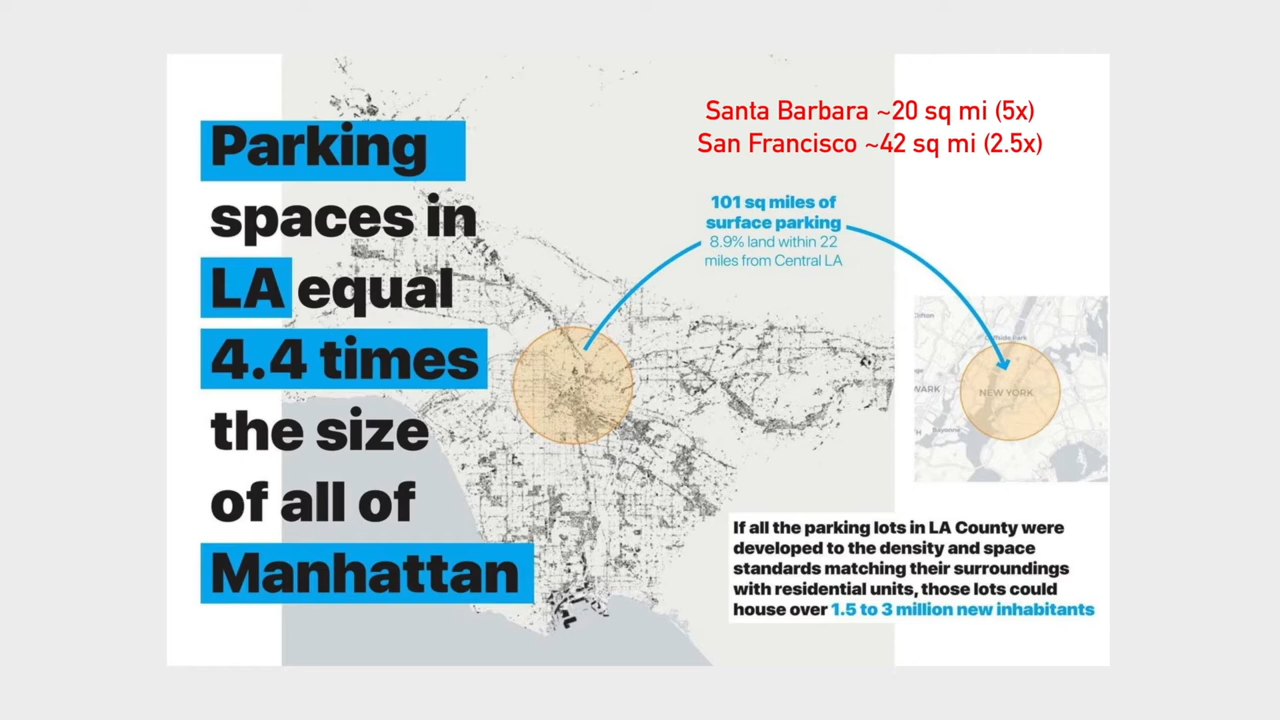 Parking
spaces in
LA equal
4.4 times
the size
of all of
Manhattan
Santa Barbara ~20 sq mi (5x)
San Francisco ~42 sq mi (2.5x)
101 sq miles of
surface parking
8.9% land within 22
miles from Central LA
Clifton
WARK
NEW YORK
Bayonne
If all the parking lots in LA County were
developed to the density and space
standards matching their surroundings
with residential units, those lots could
house over 1.5 to 3 million new inhabitants